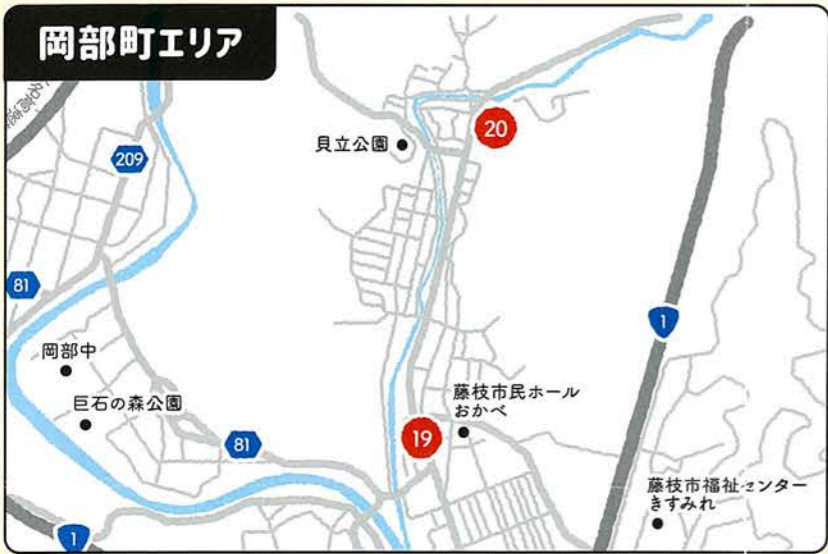 岡部町エリア
貝立公園
20
209
81
1
岡部中
巨石の森公園
藤枝市民ホール
おかべ
19
81
藤枝市福祉センター
きすみれ
1